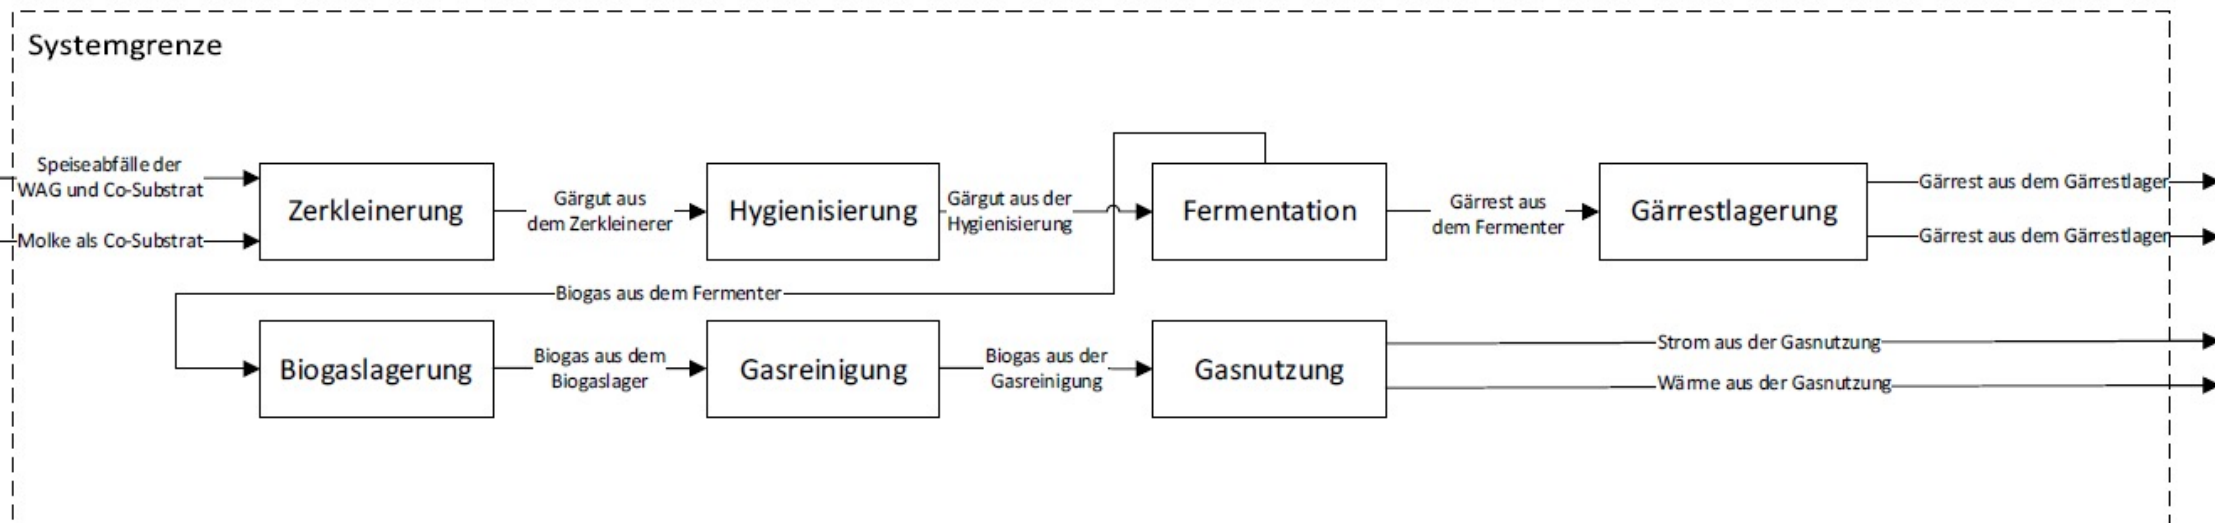 Systemgrenze
Speiseabfälle der
WAG und Co-Substrat
Molke als Co-Substrat
Zerkleinerung
Gärgut aus
dem Zerkleinerer
Hygienisierung
Gärgut aus der
Hygienisierung
Fermentation
Gärrest aus
dem Fermenter
Gärrestlagerung
Gärrest aus dem Gärrestlager
Gärrest aus dem Gärrestlager
Biogas aus dem Fermenter
Biogaslagerung
Biogas aus dem
Biogaslager
Gasreinigung
Biogas aus der
Gasreinigung
Gasnutzung
Strom aus der Gasnutzung
Wärme aus der Gasnutzung